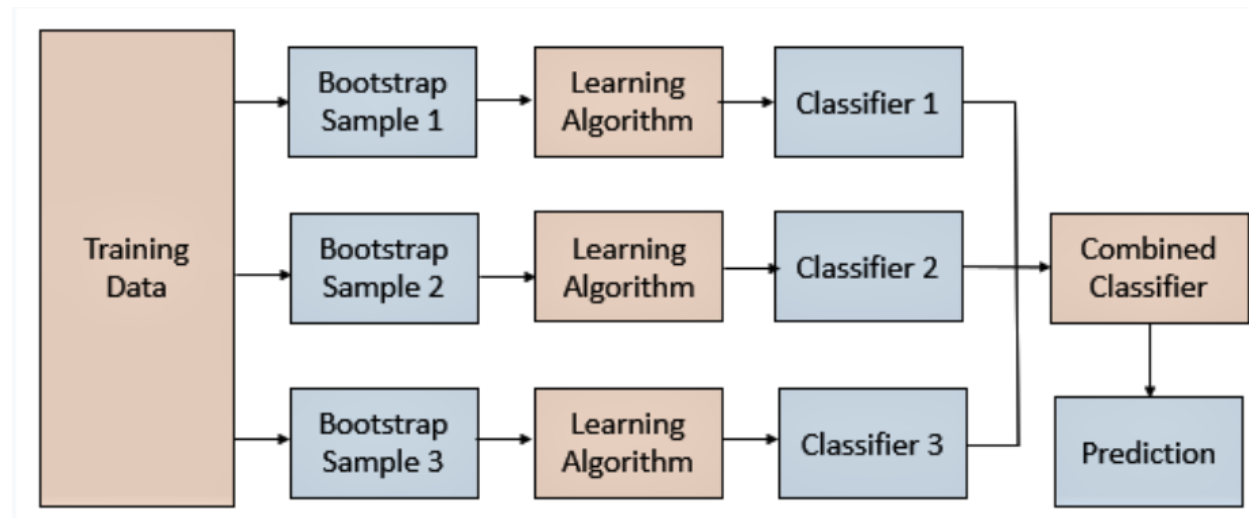 Training
Data
Bootstrap
Sample 1
Learning
Algorithm
Classifier 1
Bootstrap
Sample 2
Learning
Algorithm
Classifier 2
Bootstrap
Sample 3
Learning
Algorithm
Classifier 3
Combined
Classifier
Prediction